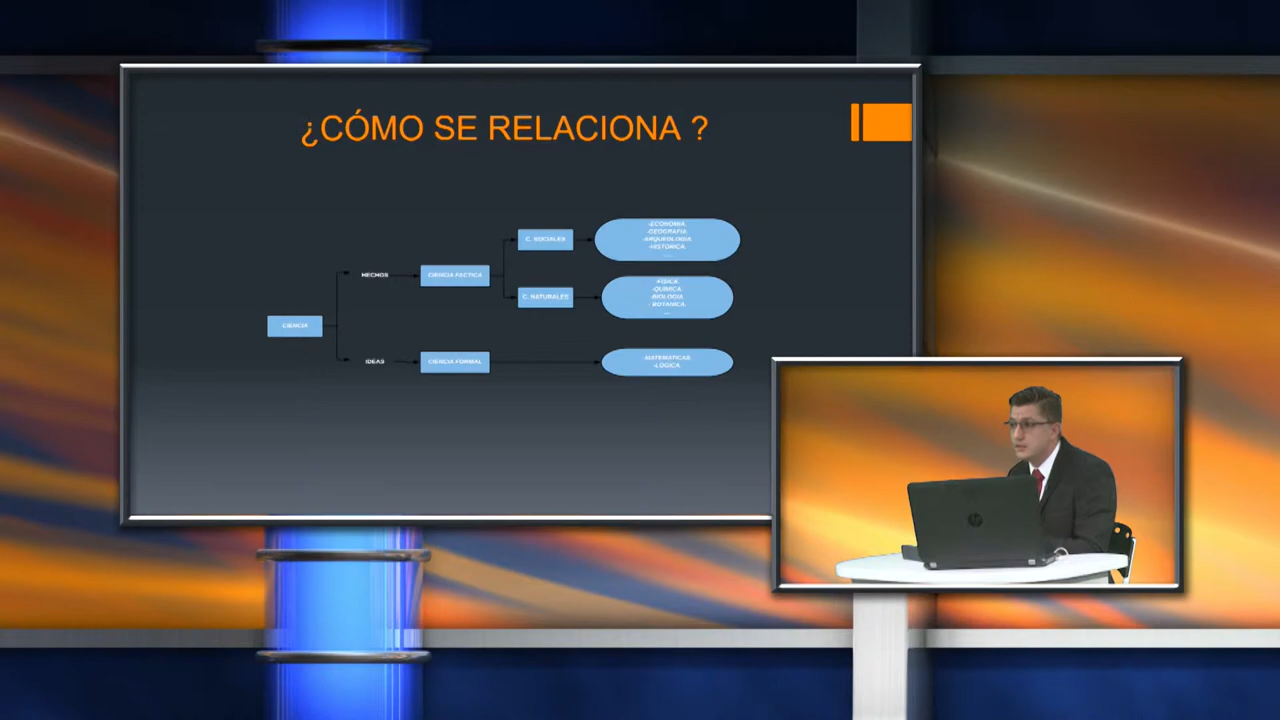 ¿CÓMO SE RELACIONA ?
-ECONOMIA.
-GEOGRAFIA.
-ARQUEOLOGIA.
-HISTORICA.
....
C. SOCIALES
HECHOS
CIENCIA FACTICA
-FISICA.
-QUIMICA.
-BIOLOGIA.
- BOTANICA.
....
C. NATURALES
CIENCIA
IDEAS
CIENCIA FORMAL
-MATEMATICAS.
-LOGICA.
hp